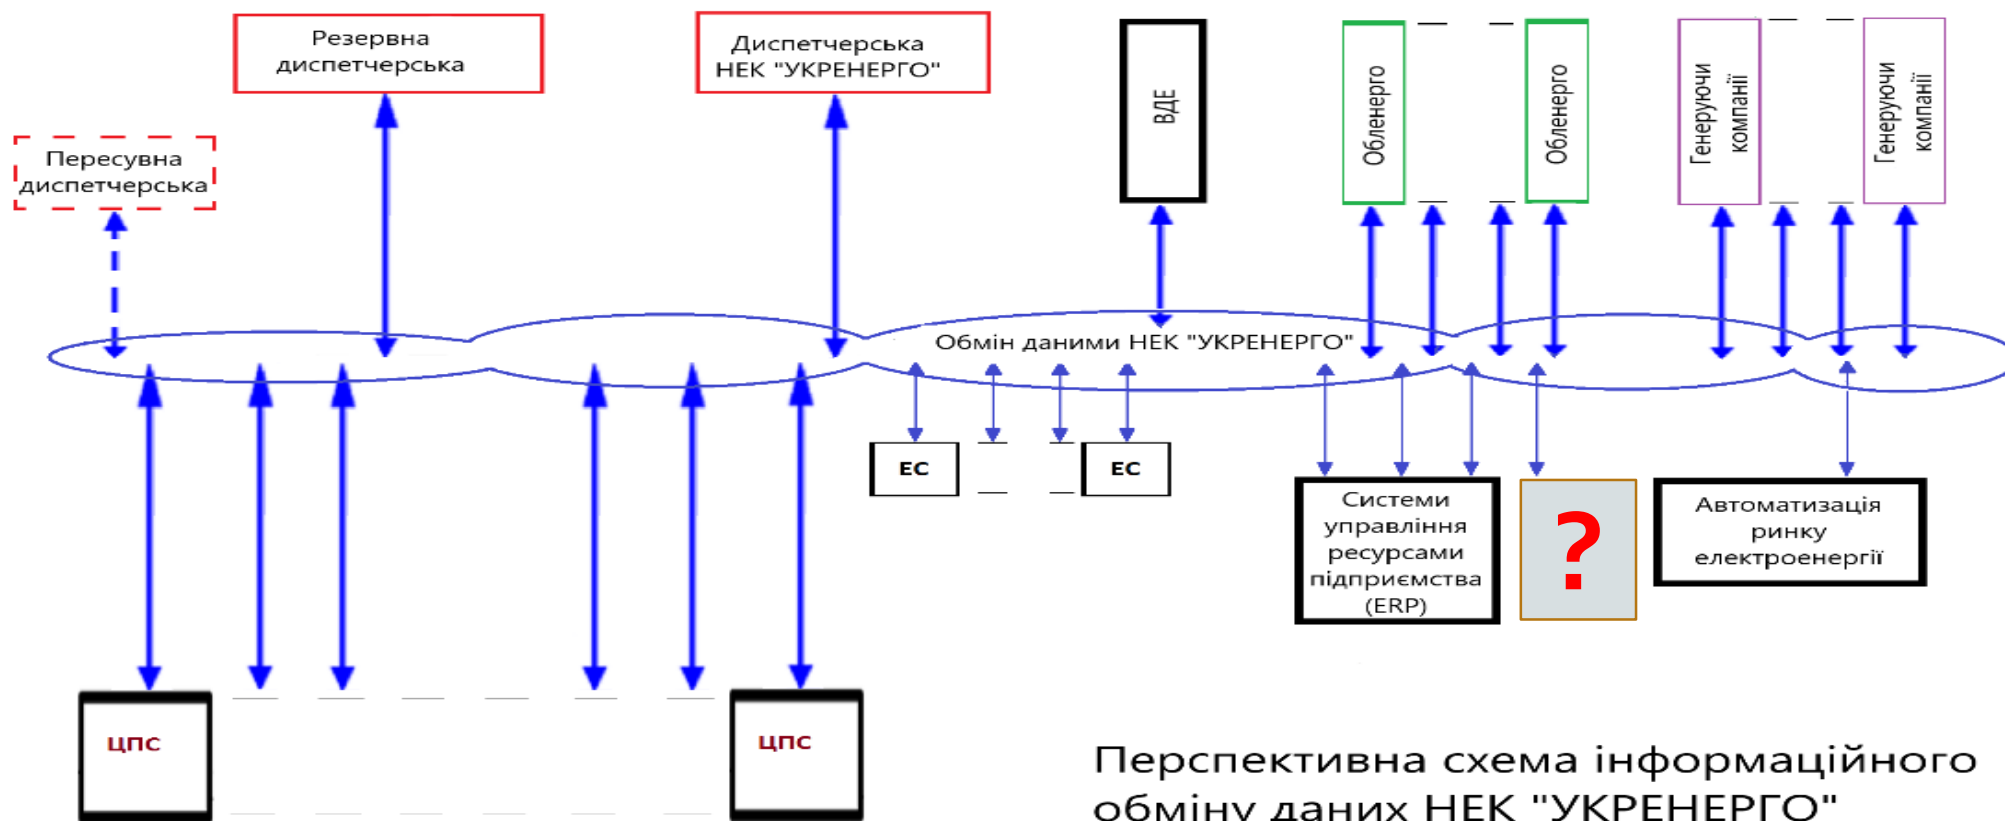 Резервна
диспетчерська
Диспетчерська
НЕК "УКРЕНЕРГО"
Пересувна
диспетчерська
ВДЕ
Обленерго
Обленерго
Генеруючи
компанії
Генеруючи
компанії
Обмін даними НЕК "УКРЕНЕРГО"
ЕС
ЕС
Системи
управління
ресурсами
підприємства
(ERP)
?
Автоматизація
ринку
електроенергії
ЦПС
ЦПС
Перспективна схема інформаційного
обміну даних НЕК "УКРЕНЕРГО"